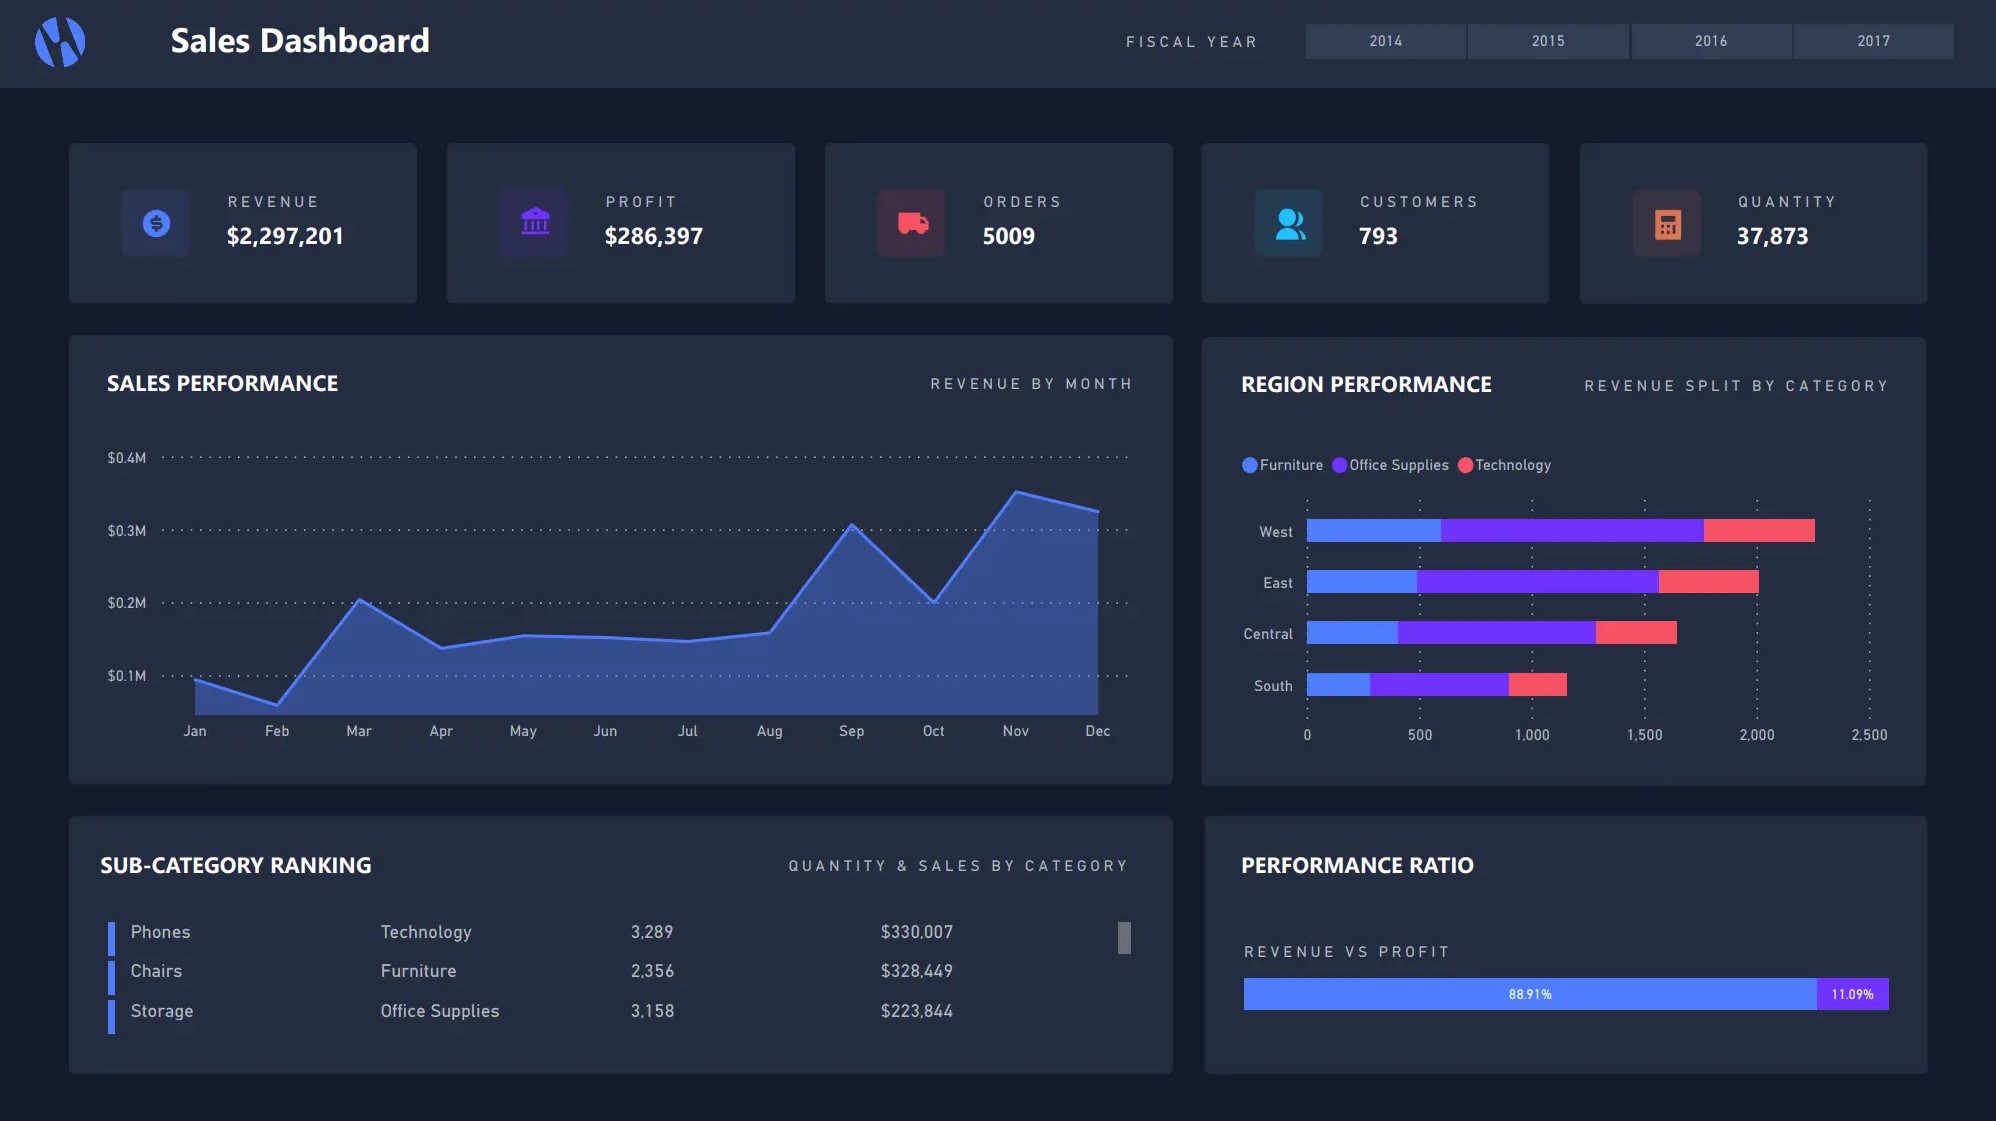 Sales Dashboard
FISCAL YEAR
2014
2015
2016
2017
REVENUE
$2,297,201
PROFIT
$286,397
ORDERS
5009
CUSTOMERS
793
QUANTITY
37,873
SALES PERFORMANCE
REVENUE BY MONTH
$0.4M
$0.3M
$0.2M
$0.1M
Jan
Feb
Mar
Apr
May
Jun
Jul
Aug
Sep
Oct
Nov
Dec
REGION PERFORMANCE
REVENUE SPLIT BY CATEGORY
Furniture
Office Supplies
Technology
West
East
Central
South
0
500
1,000
1,500
2,000
2,500
SUB-CATEGORY RANKING
QUANTITY & SALES BY CATEGORY
Phones Technology 3,289 $330,007
Chairs Furniture 2,356 $328,449
Storage Office Supplies 3,158 $223,844
PERFORMANCE RATIO
REVENUE VS PROFIT
88.91%
11.09%